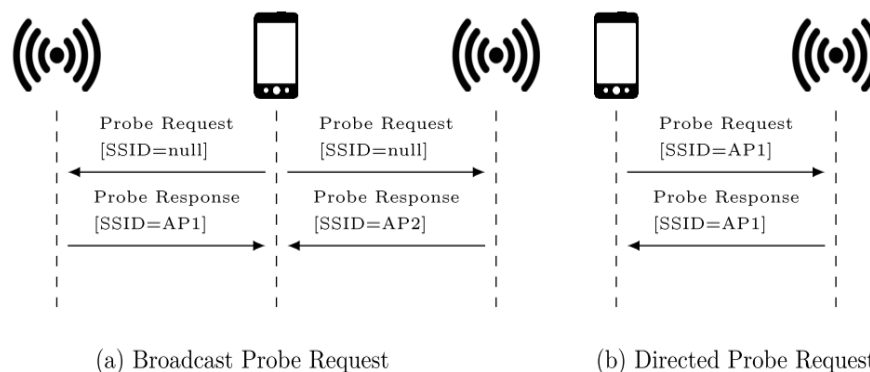 Probe Request
[SSID=null]
Probe Response
[SSID=AP1]
Probe Request
[SSID=null]
Probe Response
[SSID=AP2]
Probe Request
[SSID=AP1]
Probe Response
[SSID=AP1]
(a) Broadcast Probe Request
(b) Directed Probe Request